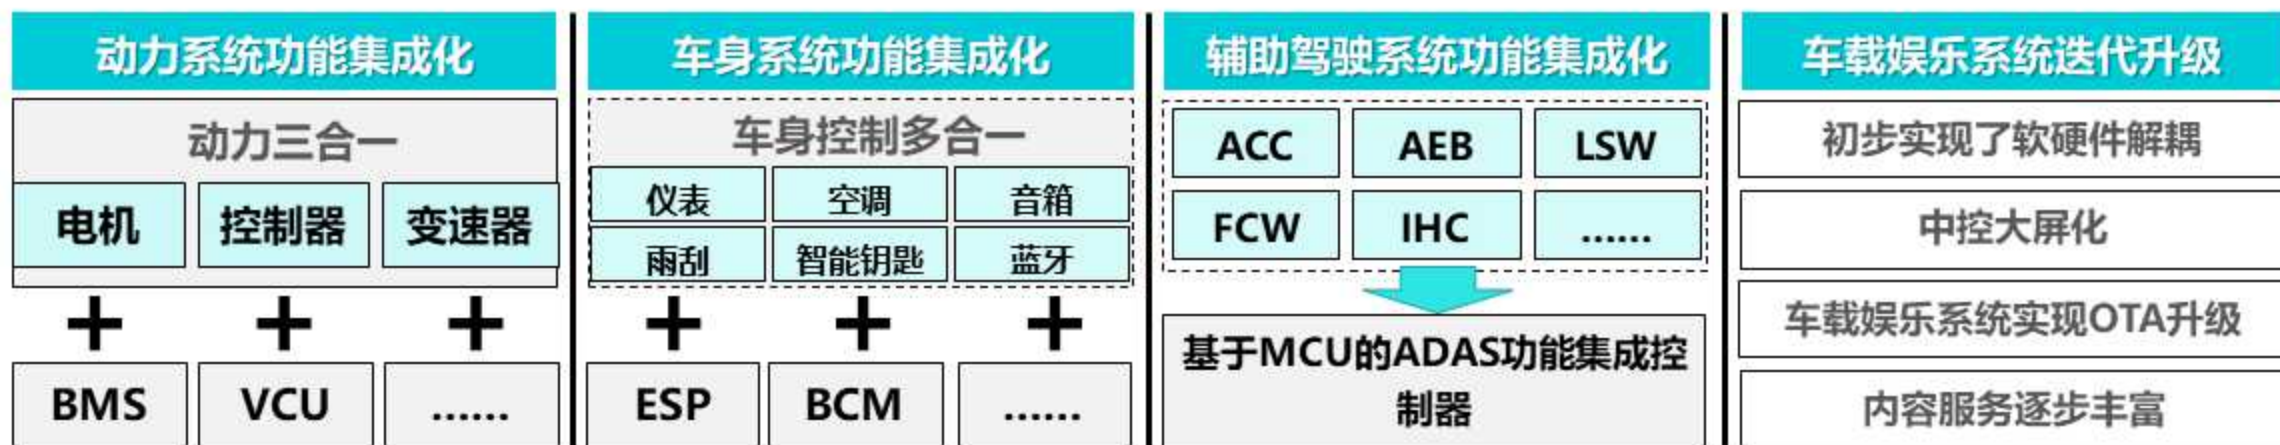 动力系统功能集成化
动力三合一
电机 控制器 变速器
+ + +
BMS VCU ......
车身系统功能集成化
车身控制多合一
仪表 空调 音箱
雨刮 智能钥匙 蓝牙
+ + +
ESP BCM ......
辅助驾驶系统功能集成化
ACC AEB LSW
FCW IHC ......
基于MCU的ADAS功能集成控
制器
车载娱乐系统迭代升级
初步实现了软硬件解耦
中控大屏化
车载娱乐系统实现OTA升级
内容服务逐步丰富